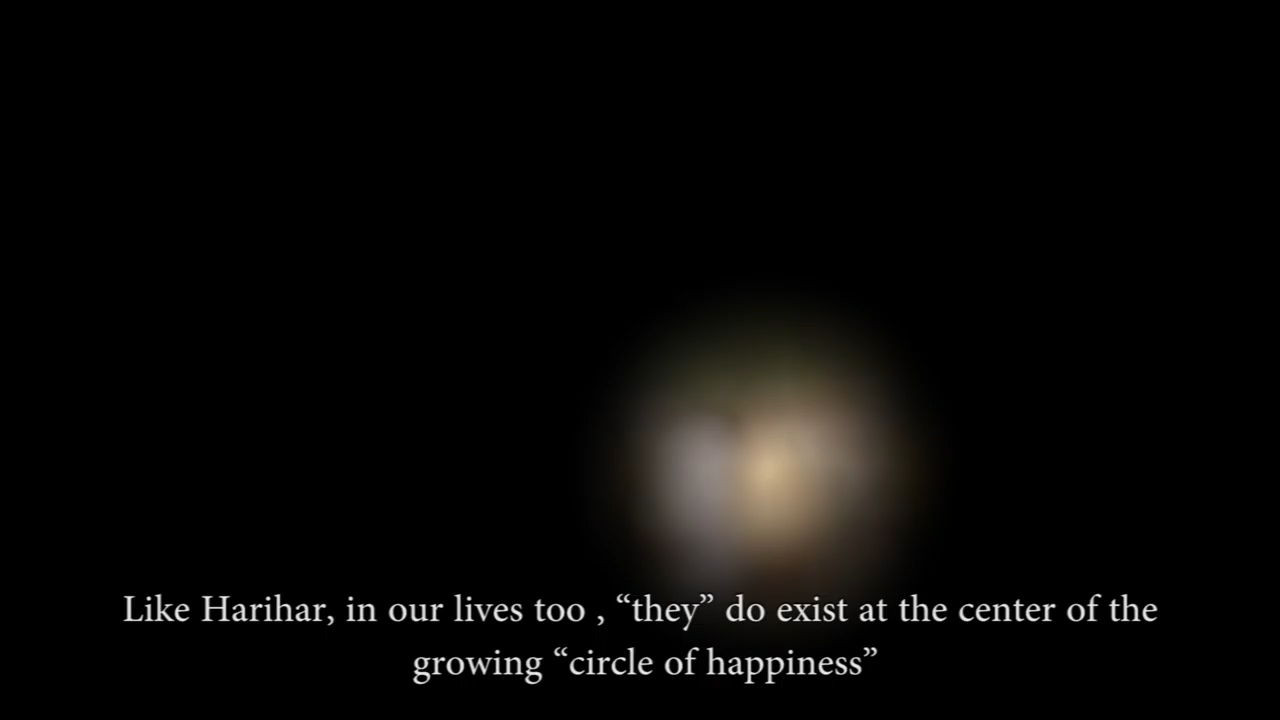 Like Harihar, in our lives too , “they” do exist at the center of the
growing “circle of happiness”